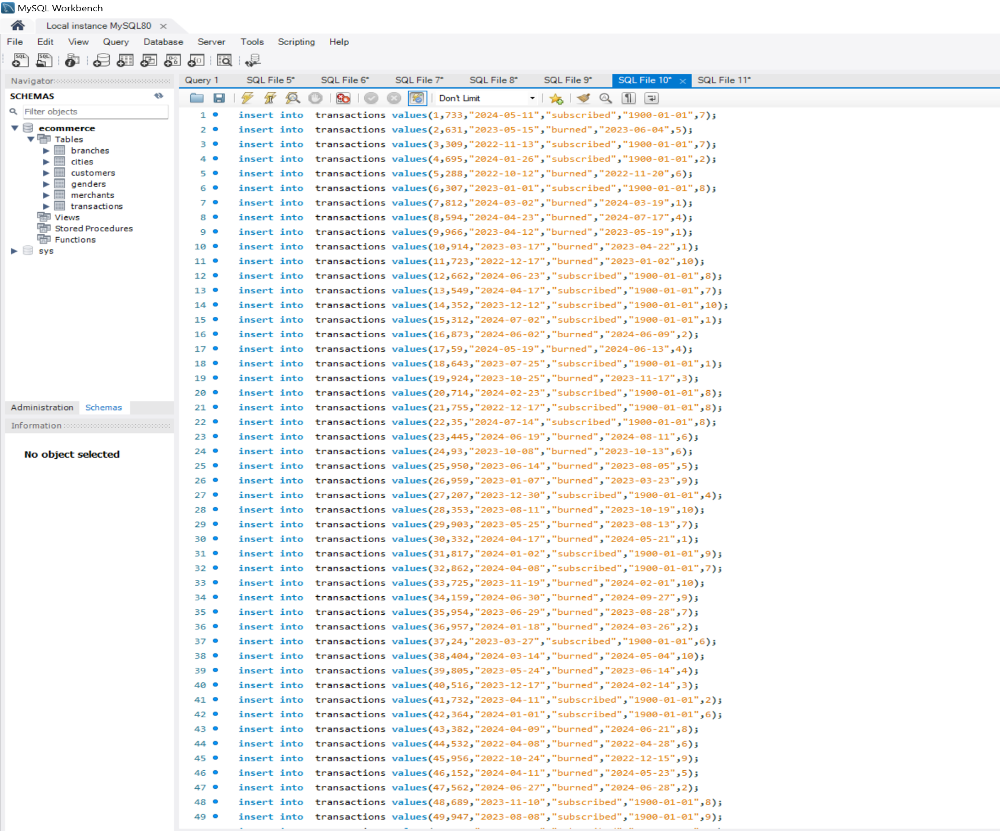 MySQL Workbench
Local instance MySQL80
File Edit View Query Database Server Tools Scripting Help
Navigator
SCHEMAS
Filter objects
ecommerce
Tables
branches
cities
customers
genders
merchants
transactions
Views
Stored Procedures
Functions
sys
Administration Schemas
Information
No object selected
Query 1 SQL File 5* SQL File 6* SQL File 7* SQL File 8* SQL File 9* SQL File 10* SQL File 11*
Don't Limit
1 insert into transactions values(1,733,"2024-05-11","subscribed","1900-01-01",7);
2 insert into transactions values(2,631,"2023-05-15","burned","2023-06-04",5);
3 insert into transactions values(3,309,"2022-11-13","subscribed","1900-01-01",7);
4 insert into transactions values(4,695,"2024-01-26","subscribed","1900-01-01",2);
5 insert into transactions values(5,288,"2022-10-12","burned","2022-11-20",6);
6 insert into transactions values(6,307,"2023-01-01","subscribed","1900-01-01",8);
7 insert into transactions values(7,812,"2024-03-02","burned","2024-03-19",1);
8 insert into transactions values(8,594,"2024-04-23","burned","2024-07-17",4);
9 insert into transactions values(9,966,"2023-04-12","burned","2023-05-19",1);
10 insert into transactions values(10,914,"2023-03-17","burned","2023-04-22",1);
11 insert into transactions values(11,723,"2022-12-17","burned","2023-01-02",10);
12 insert into transactions values(12,662,"2024-06-23","subscribed","1900-01-01",8);
13 insert into transactions values(13,549,"2024-04-17","subscribed","1900-01-01",7);
14 insert into transactions values(14,352,"2023-12-12","subscribed","1900-01-01",10);
15 insert into transactions values(15,312,"2024-07-02","subscribed","1900-01-01",1);
16 insert into transactions values(16,873,"2024-06-02","burned","2024-06-09",2);
17 insert into transactions values(17,59,"2024-05-19","burned","2024-06-13",4);
18 insert into transactions values(18,643,"2023-07-25","subscribed","1900-01-01",1);
19 insert into transactions values(19,924,"2023-10-25","burned","2023-11-17",3);
20 insert into transactions values(20,714,"2024-02-23","subscribed","1900-01-01",8);
21 insert into transactions values(21,755,"2022-12-17","subscribed","1900-01-01",8);
22 insert into transactions values(22,35,"2024-07-14","subscribed","1900-01-01",8);
23 insert into transactions values(23,445,"2024-06-19","burned","2024-08-11",6);
24 insert into transactions values(24,93,"2023-10-08","burned","2023-10-13",6);
25 insert into transactions values(25,950,"2023-06-14","burned","2023-08-05",5);
26 insert into transactions values(26,959,"2023-01-07","burned","2023-03-23",9);
27 insert into transactions values(27,207,"2023-12-30","subscribed","1900-01-01",4);
28 insert into transactions values(28,353,"2023-08-11","burned","2023-10-19",10);
29 insert into transactions values(29,903,"2023-05-25","burned","2023-08-13",7);
30 insert into transactions values(30,332,"2024-04-17","burned","2024-05-21",1);
31 insert into transactions values(31,817,"2024-01-02","subscribed","1900-01-01",9);
32 insert into transactions values(32,862,"2024-04-08","subscribed","1900-01-01",7);
33 insert into transactions values(33,725,"2023-11-19","burned","2024-02-01",10);
34 insert into transactions values(34,159,"2024-06-30","burned","2024-09-27",9);
35 insert into transactions values(35,954,"2023-06-29","burned","2023-08-28",7);
36 insert into transactions values(36,957,"2024-01-18","burned","2024-03-26",2);
37 insert into transactions values(37,24,"2023-03-27","subscribed","1900-01-01",6);
38 insert into transactions values(38,404,"2024-03-14","burned","2024-05-04",10);
39 insert into transactions values(39,805,"2023-05-24","burned","2023-06-14",4);
40 insert into transactions values(40,516,"2023-12-17","burned","2024-02-14",3);
41 insert into transactions values(41,732,"2023-04-11","subscribed","1900-01-01",2);
42 insert into transactions values(42,364,"2024-01-01","subscribed","1900-01-01",6);
43 insert into transactions values(43,382,"2024-04-09","burned","2024-06-21",8);
44 insert into transactions values(44,532,"2022-04-08","burned","2022-04-28",6);
45 insert into transactions values(45,956,"2022-10-24","burned","2022-12-15",9);
46 insert into transactions values(46,152,"2024-04-11","burned","2024-05-23",5);
47 insert into transactions values(47,562,"2024-06-27","burned","2024-06-28",2);
48 insert into transactions values(48,689,"2023-11-10","subscribed","1900-01-01",8);
49 insert into transactions values(49,947,"2023-08-08","subscribed","1900-01-01",9);